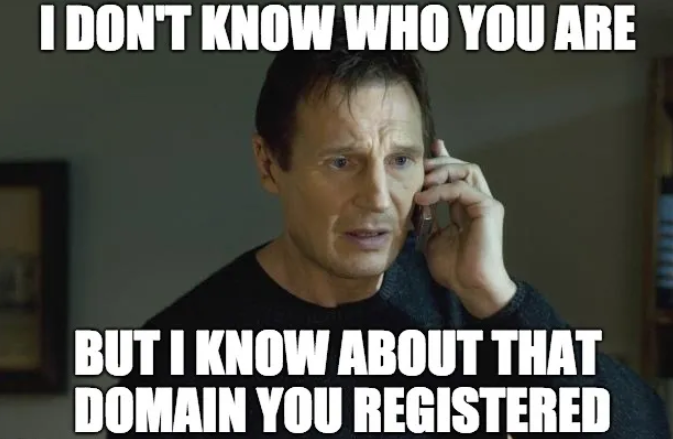 I DON'T KNOW WHO YOU ARE
BUT I KNOW ABOUT THAT
DOMAIN YOU REGISTERED